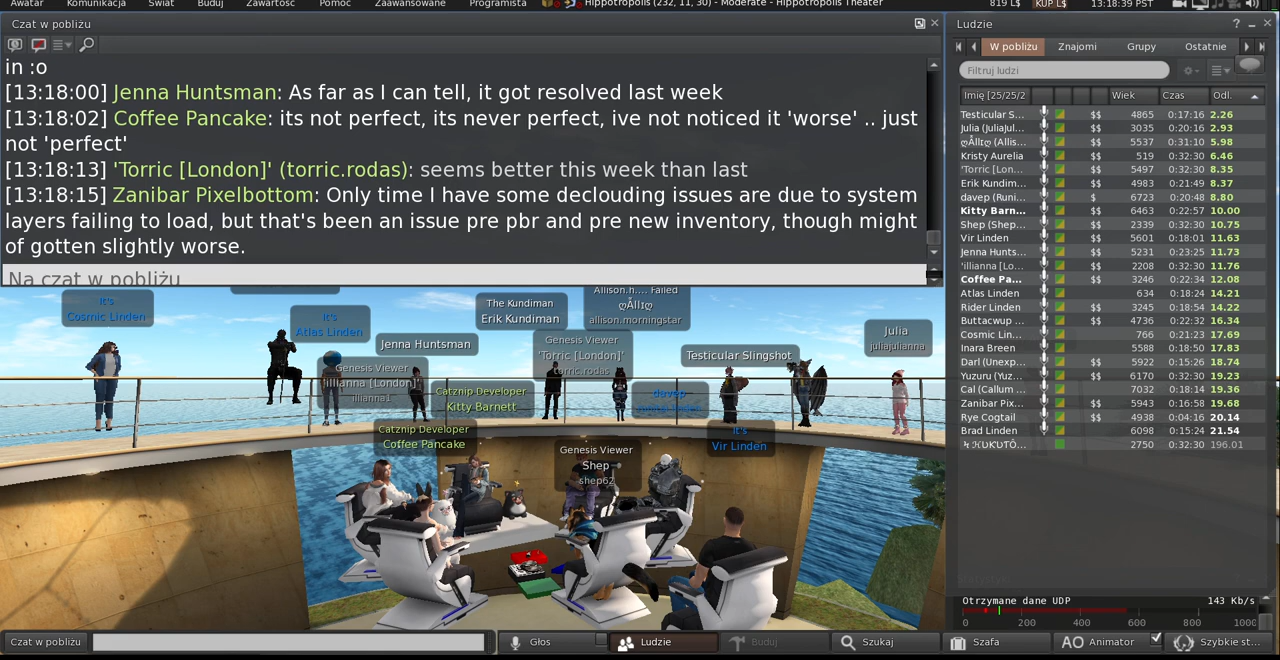 Awatar Komunikacja Świat Buduj Zawartość Pomoc Zaawansowane Programista Hippotropolis (232, 11, 30) - Moderate - Hippotropolis Theater 819 L$ KUP L$ 13:18:39 PST
Czat w pobliżu
in :o
[13:18:00] Jenna Huntsman: As far as I can tell, it got resolved last week
[13:18:02] Coffee Pancake: its not perfect, its never perfect, ive not noticed it 'worse' .. just
not 'perfect'
[13:18:13] 'Torric [London]' (torric.rodas): seems better this week than last
[13:18:15] Zanibar Pixelbottom: Only time I have some declouding issues are due to system
layers failing to load, but that's been an issue pre pbr and pre new inventory, though might
of gotten slightly worse.
Na czat w pobliżu
It's
Cosmic Linden
It's
Atlas Linden
Jenna Huntsman
The Kundiman
Erik Kundiman
Allison.h.... Failed
ღÅllɪღ
allison.morningstar
Julia
juliajulianna
Genesis Viewer
'Torric [London]'
torric.rodas
Testicular Slingshot
Genesis Viewer
'illianna [London]'
illianna1
Catznip Developer
Kitty Barnett
davep
Catznip Developer
Coffee Pancake
It's
Vir Linden
Genesis Viewer
Shep
shep62
Ludzie
W pobliżu Znajomi Grupy Ostatnie
Filtruj ludzi
Imię [25/25/2 Wiek Czas Odl.
Testicular S... $$ 4865 0:17:16 2.26
Julia (JuliaJul... $$ 3035 0:20:16 2.93
ღÅllɪღ (Allis... $$ 5537 0:31:10 5.98
Kristy Aurelia $$ 519 0:32:30 6.46
'Torric [Lon... $$ 5497 0:32:30 8.35
Erik Kundim... $$ 4983 0:21:49 8.37
davep (Runi... $ 6723 0:20:48 8.80
Kitty Barn... $$ 6463 0:22:57 10.00
Shep (Shep... $$ 2339 0:32:30 10.75
Vir Linden $$ 5601 0:18:01 11.63
Jenna Hunts... $$ 5231 0:23:25 11.73
'illianna [Lo... $$ 2208 0:32:30 11.76
Coffee Pa... $$ 3246 0:22:34 12.08
Atlas Linden 634 0:18:24 14.21
Rider Linden $$ 3245 0:18:54 14.22
Buttacwup ... $$ 4736 0:22:32 16.34
Cosmic Lin... 766 0:21:23 17.69
Inara Breen 5588 0:18:50 17.83
Darl (Unexp... $$ 5922 0:15:26 18.74
Yuzuru (Yuz... $$ 6170 0:32:30 19.23
Cal (Callum ... 7032 0:18:14 19.36
Zanibar Pix... $$ 5943 0:16:58 19.68
Rye Cogtail $$ 4938 0:04:16 20.14
Brad Linden 6098 0:15:24 21.54
2750 0:32:30 196.01
Otrzymane dane UDP 143 Kb/s
0 200 400 600 800 1000
Czat w pobliżu Głos Ludzie Buduj Szukaj Szafa AO Animator Szybkie st...